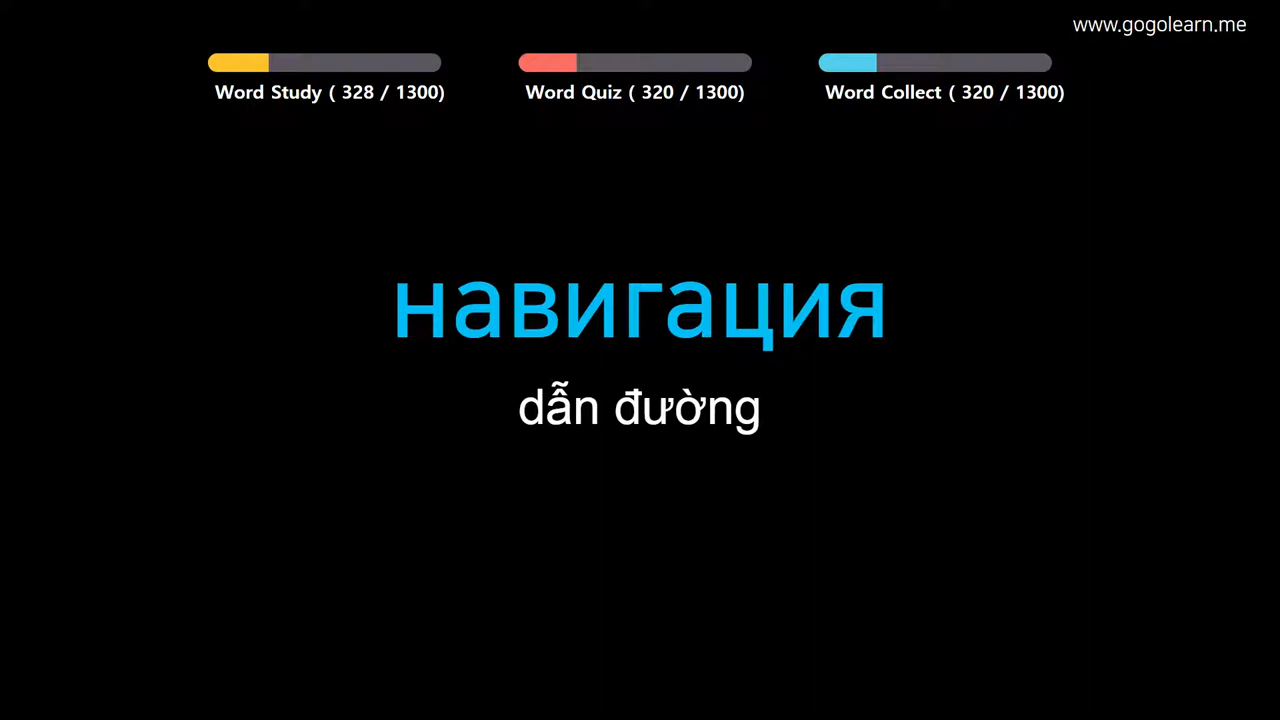 www.gogolearn.me
Word Study ( 328 / 1300)
Word Quiz ( 320 / 1300)
Word Collect ( 320 / 1300)
навигация
dẫn đường